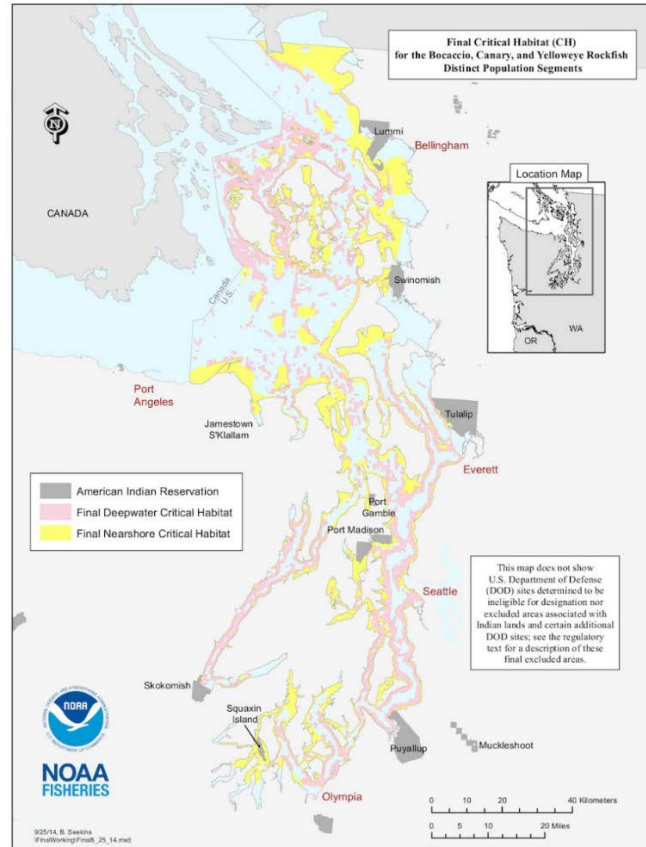 Final Critical Habitat (CH)
for the Bocaccio, Canary, and Yelloweye Rockfish
Distinct Population Segments
N
Lummi
Bellingham
Location Map
CANADA
WA
OR
Swinomish
Canada
U.S.
Port
Angeles
Jamestown
S'Klallam
Tulalip
Everett
American Indian Reservation
Final Deepwater Critical Habitat
Final Nearshore Critical Habitat
Port
Gamble
Port Madison
This map does not show
U.S. Department of Defense
(DOD) sites determined to be
ineligible for designation nor
excluded areas associated with
Indian lands and certain additional
DOD sites; see the regulatory
text for a description of these
final excluded areas.
Seattle
Skokomish
Squaxin
Island
Puyallup
Muckleshoot
NOAA
NOAA
FISHERIES
Olympia
0 10 20 40 Kilometers
0 5 10 20 Miles
9/25/14, B. Seekins